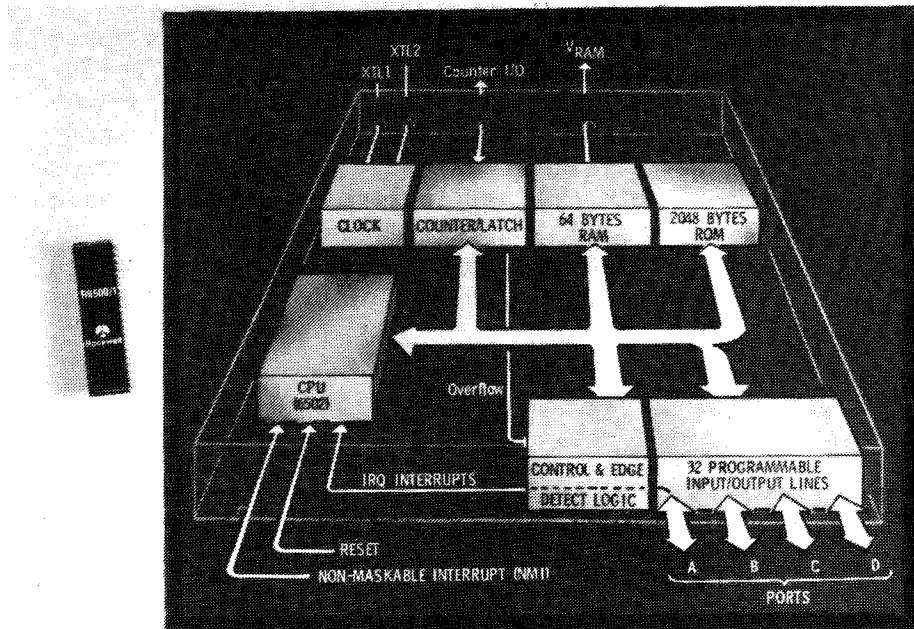 XTL1
XTL2
Counter I/O
VRAM
CLOCK
COUNTER/LATCH
64 BYTES
RAM
2048 BYTES
ROM
CPU
(6502)
Overflow
CONTROL & EDGE
DETECT LOGIC
32 PROGRAMMABLE
INPUT/OUTPUT LINES
IRQ INTERRUPTS
RESET
NON-MASKABLE INTERRUPT (NMI)
A B C D
PORTS